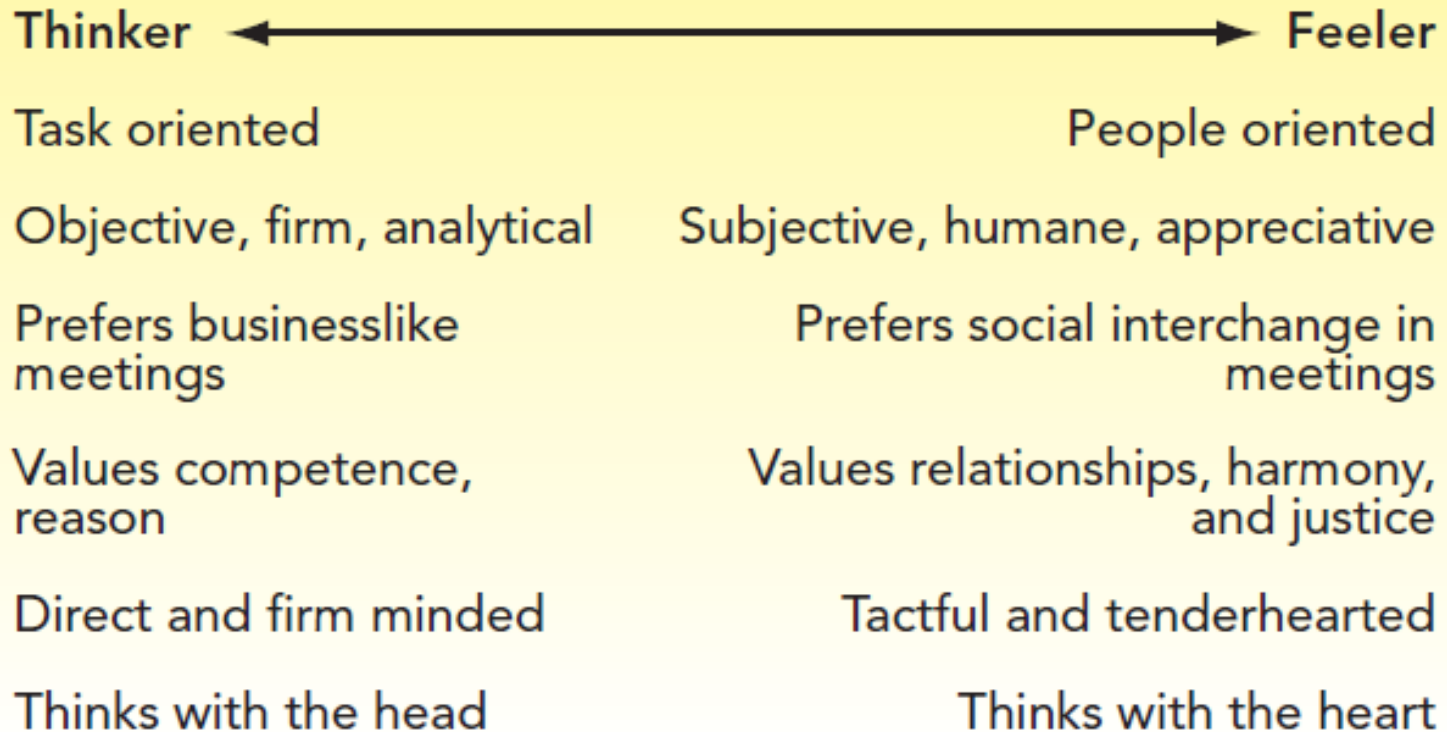 Thinker Feeler
Task oriented People oriented
Objective, firm, analytical Subjective, humane, appreciative
Prefers businesslike Prefers social interchange in
meetings meetings
Values competence, Values relationships, harmony,
reason and justice
Direct and firm minded Tactful and tenderhearted
Thinks with the head Thinks with the heart